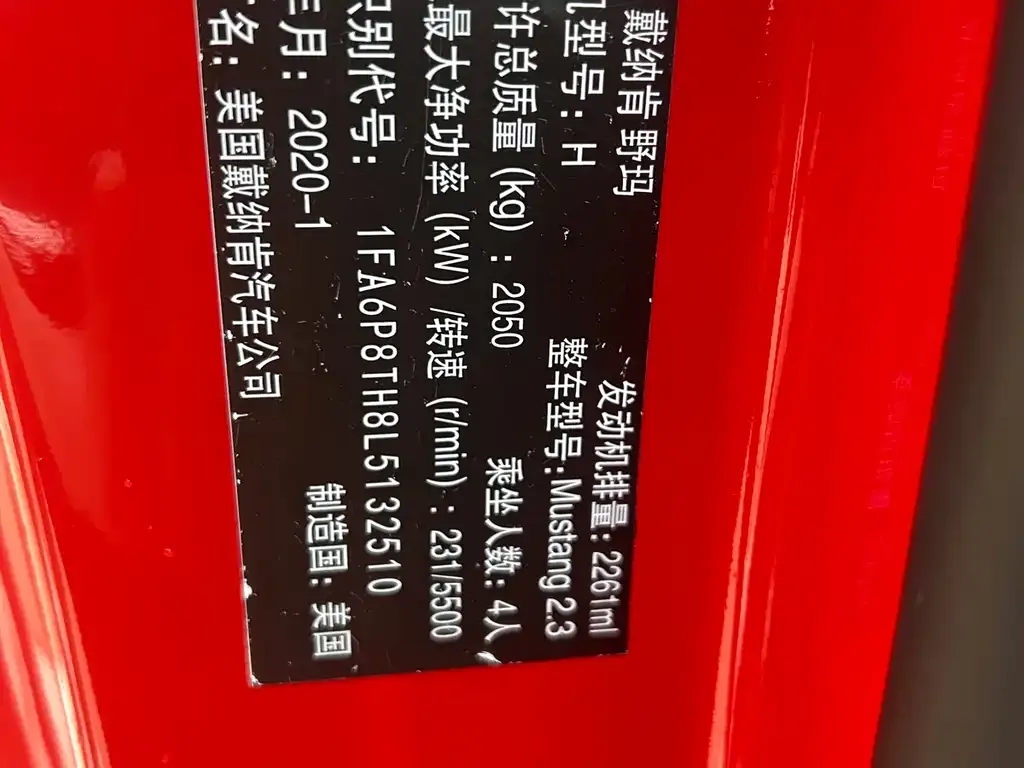 戴纳肯 野玛 发动机排量: 2261ml
型号: H 整车型号:Mustang 2.3
许总质量 (kg) : 2050 乘坐人数: 4人
最大净功率 (kW) /转速 (r/min) : 231/5500
别代号: 1FA6P8TH8L5132510
年月: 2020-1 制造国: 美国
名: 美国戴纳肯汽车公司